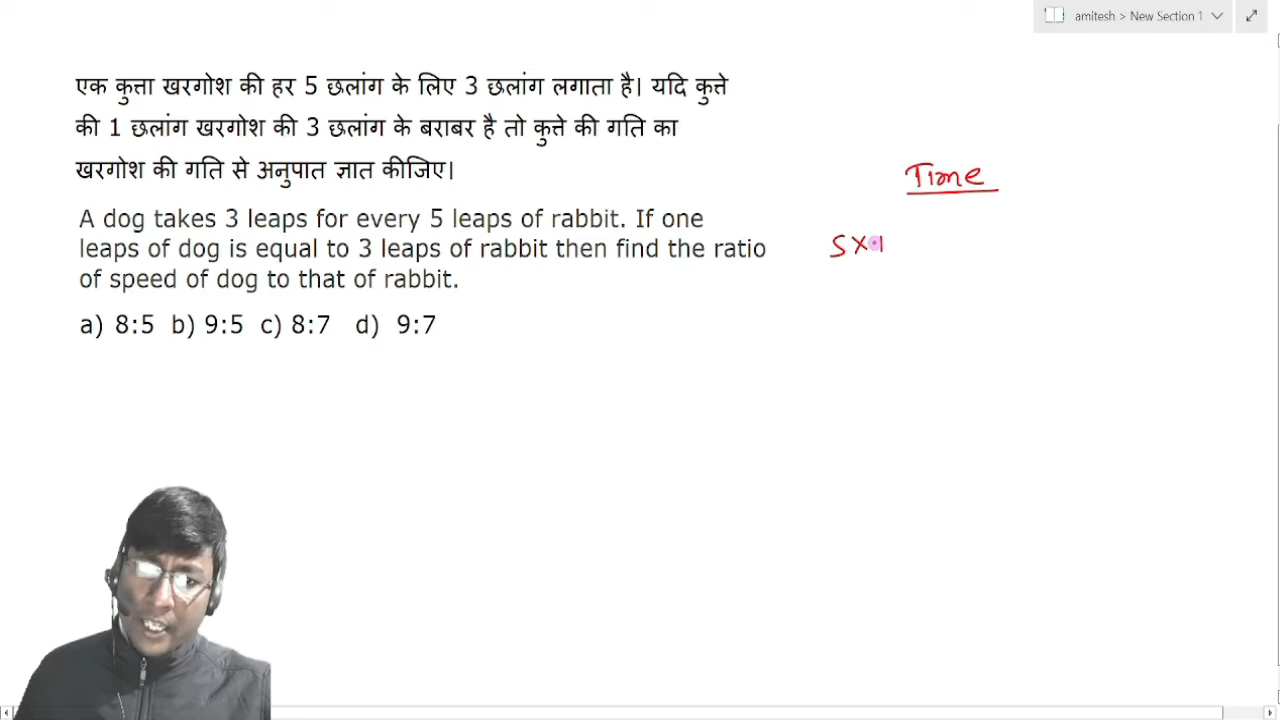 amitesh > New Section 1
एक कुत्ता खरगोश की हर 5 छलांग के लिए 3 छलांग लगाता है। यदि कुत्ते
की 1 छलांग खरगोश की 3 छलांग के बराबर है तो कुत्ते की गति का
खरगोश की गति से अनुपात ज्ञात कीजिए।
Time
A dog takes 3 leaps for every 5 leaps of rabbit. If one
leaps of dog is equal to 3 leaps of rabbit then find the ratio
of speed of dog to that of rabbit.
S×
a) 8:5 b) 9:5 c) 8:7 d) 9:7